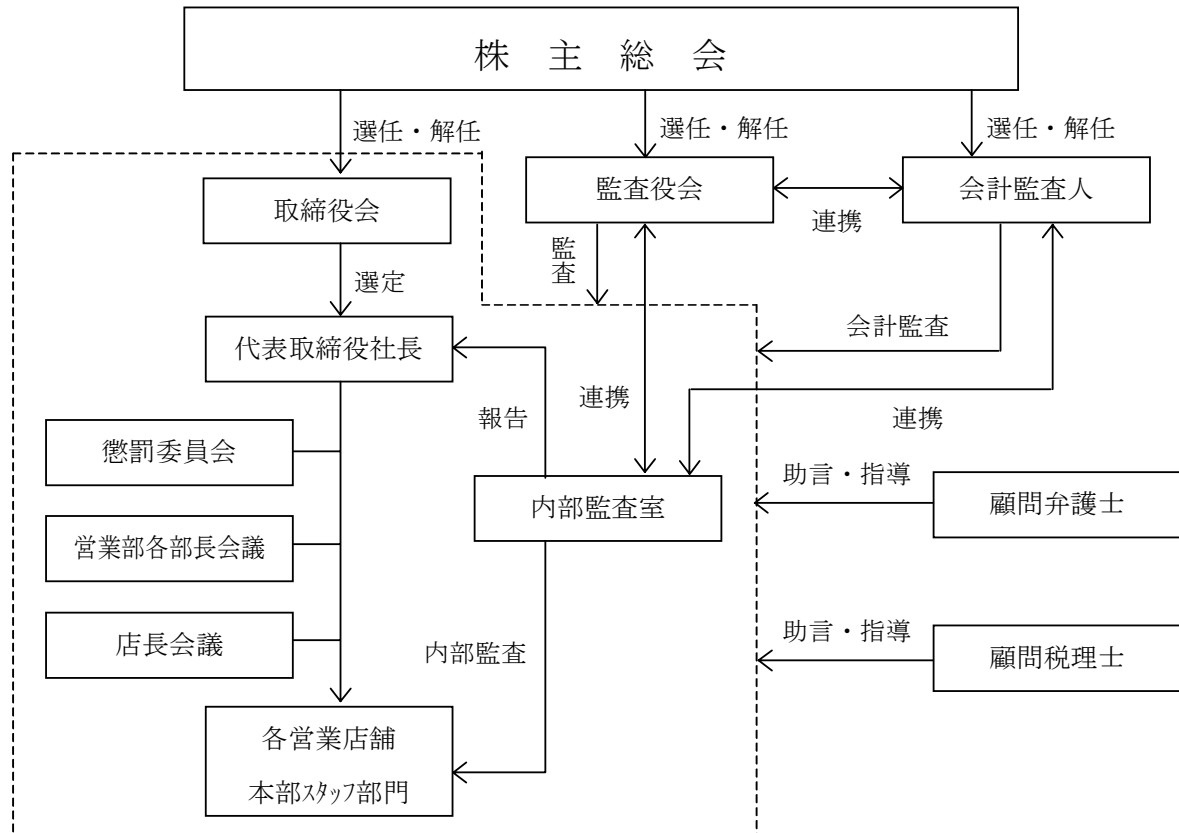 株 主 総 会
選任・解任
選任・解任
選任・解任
取締役会
監査役会
会計監査人
連携
監査
選定
代表取締役社長
会計監査
報告
連携
連携
懲罰委員会
内部監査室
助言・指導
顧問弁護士
営業部各部長会議
店長会議
内部監査
助言・指導
顧問税理士
各営業店舗
本部スタッフ部門